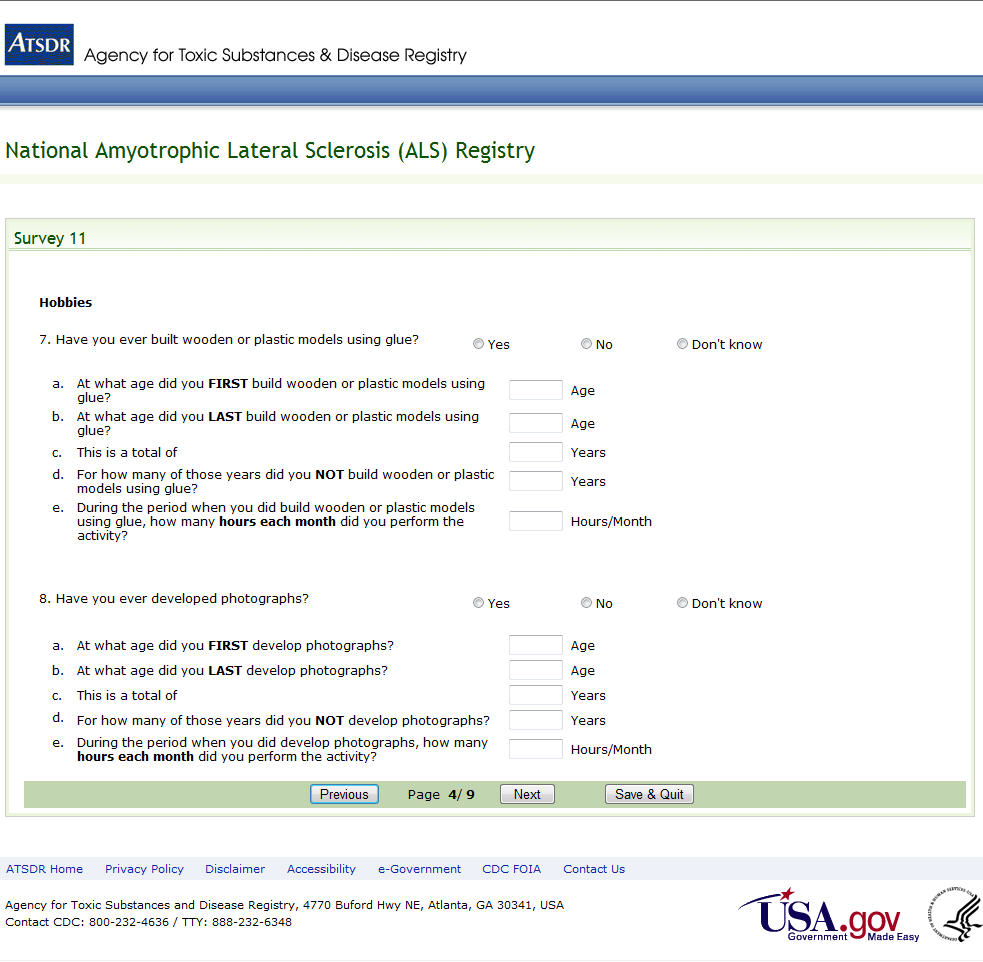 ATSDR
Agency for Toxic Substances & Disease Registry
National Amyotrophic Lateral Sclerosis (ALS) Registry
Survey 11
Hobbies
7. Have you ever built wooden or plastic models using glue? Yes No Don't know
a. At what age did you FIRST build wooden or plastic models using
glue? Age
b. At what age did you LAST build wooden or plastic models using
glue? Age
c. This is a total of Years
d. For how many of those years did you NOT build wooden or plastic
models using glue? Years
e. During the period when you did build wooden or plastic models
using glue, how many hours each month did you perform the
activity? Hours/Month
8. Have you ever developed photographs? Yes No Don't know
a. At what age did you FIRST develop photographs? Age
b. At what age did you LAST develop photographs? Age
c. This is a total of Years
d. For how many of those years did you NOT develop photographs? Years
e. During the period when you did develop photographs, how many
hours each month did you perform the activity? Hours/Month
Previous Page 4/ 9 Next Save & Quit
ATSDR Home Privacy Policy Disclaimer Accessibility e-Government CDC FOIA Contact Us
Agency for Toxic Substances and Disease Registry, 4770 Buford Hwy NE, Atlanta, GA 30341, USA
Contact CDC: 800-232-4636 / TTY: 888-232-6348
USA.gov
Government Made Easy
DEPARTMENT OF HEALTH & HUMAN SERVICES USA